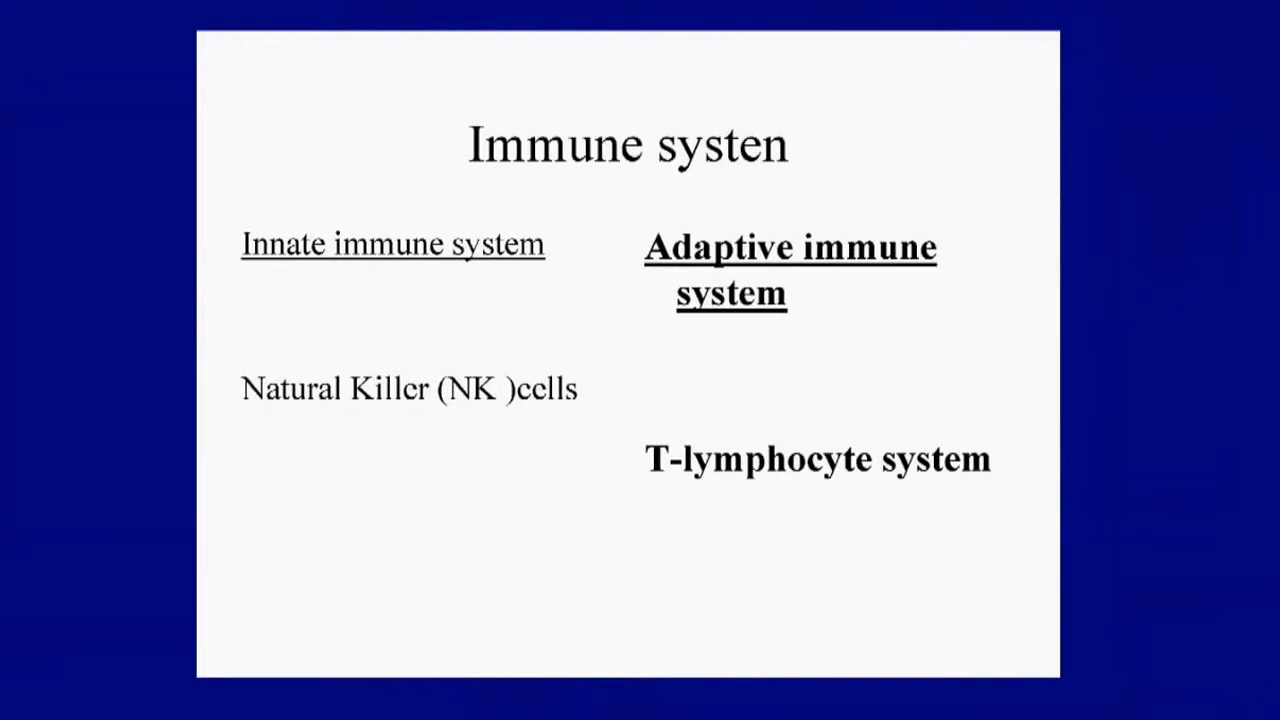 Immune systen
Innate immune system
Natural Killer (NK )cells
Adaptive immune
system
T-lymphocyte system